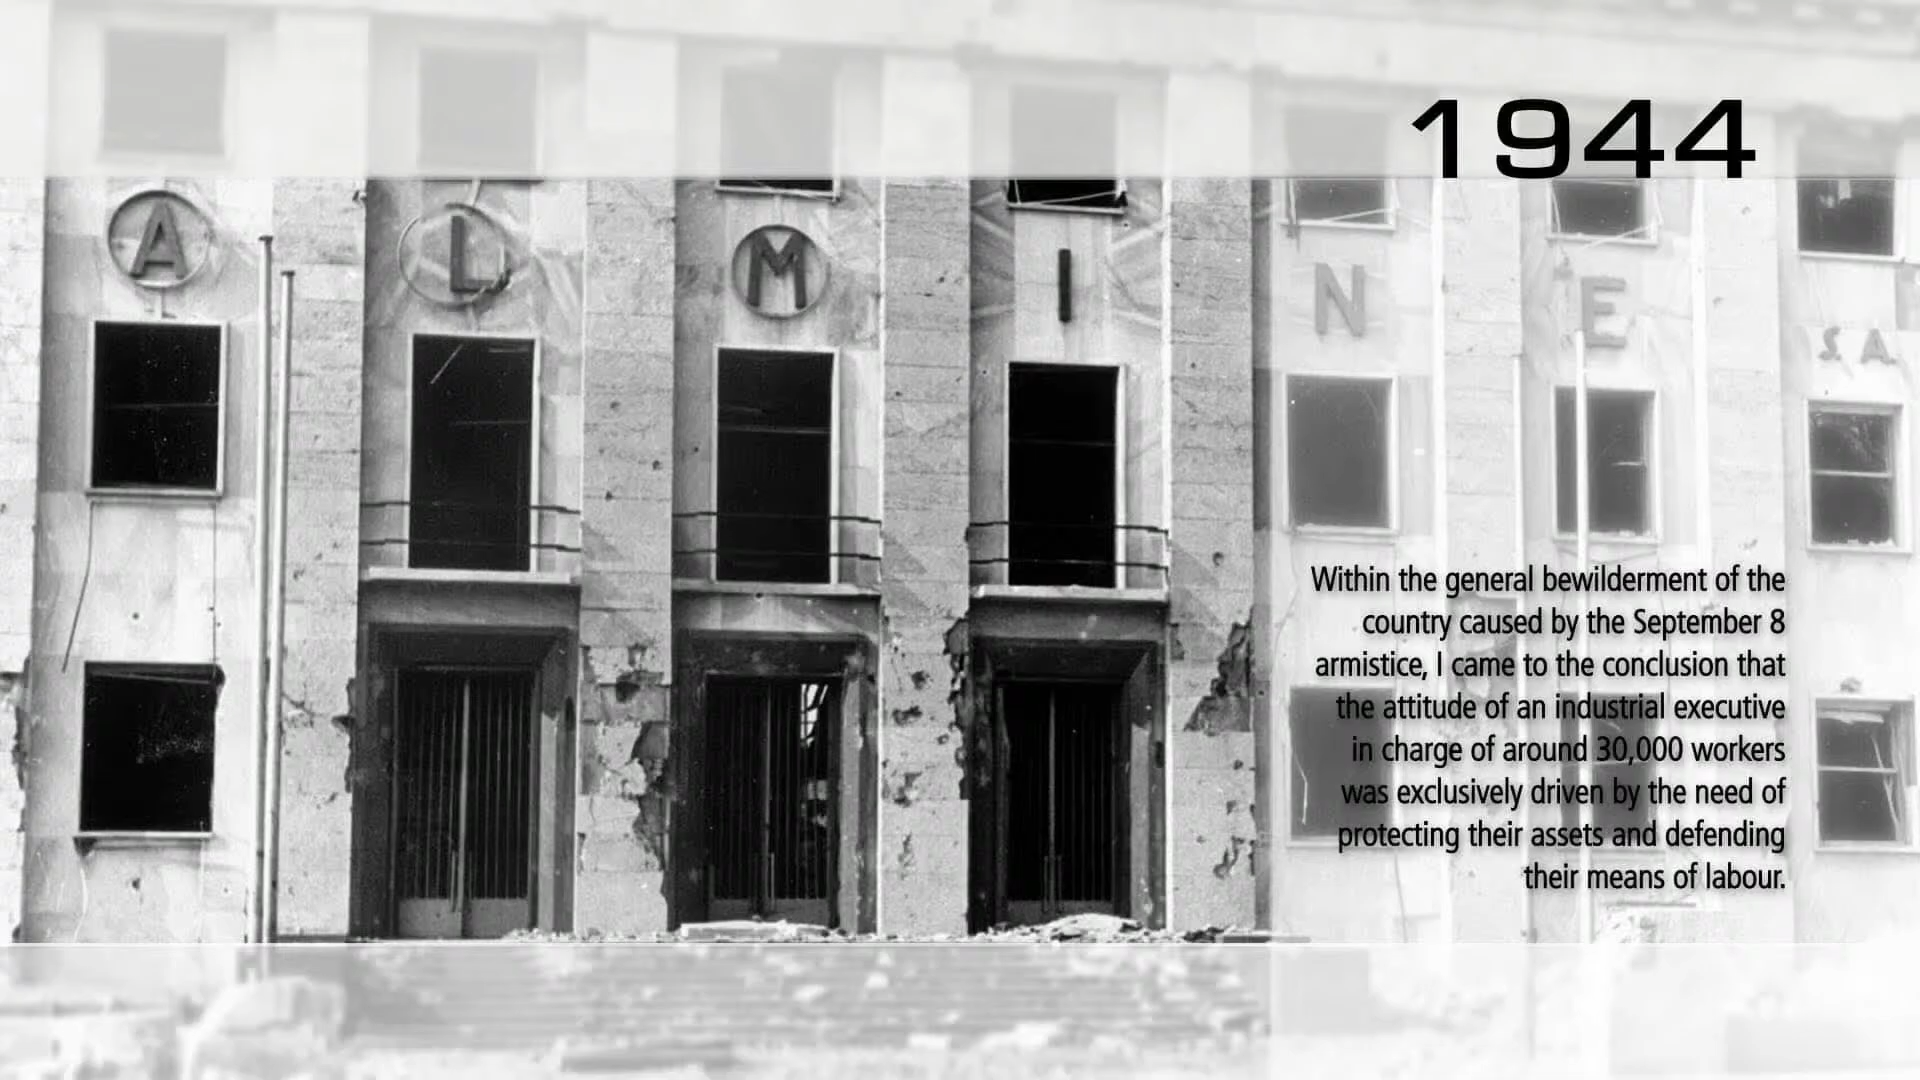 1944
A L M I N E S.A.
Within the general bewilderment of the
country caused by the September 8
armistice, I came to the conclusion that
the attitude of an industrial executive
in charge of around 30,000 workers
was exclusively driven by the need of
protecting their assets and defending
their means of labour.